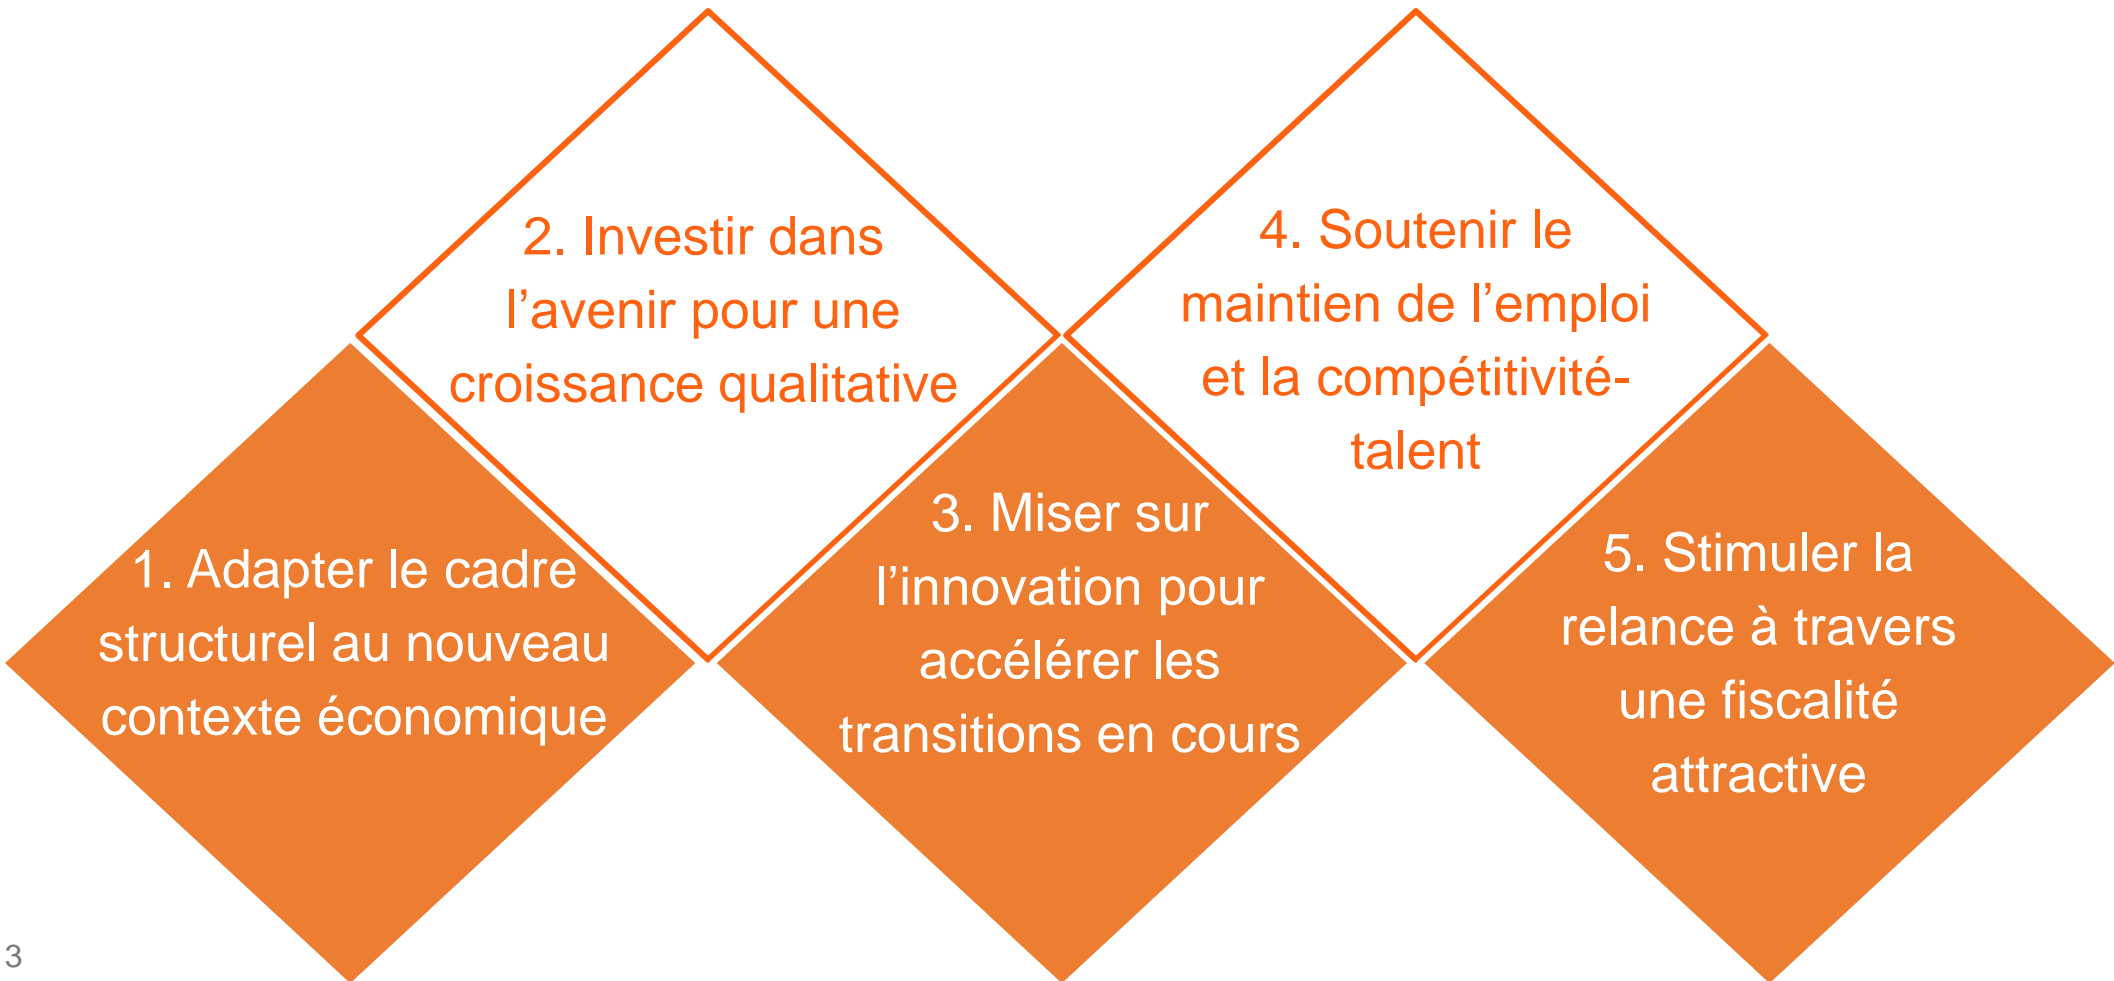 1. Adapter le cadre
structurel au nouveau
contexte économique
2. Investir dans
l’avenir pour une
croissance qualitative
3. Miser sur
l’innovation pour
accélérer les
transitions en cours
4. Soutenir le
maintien de l’emploi
et la compétitivité-
talent
5. Stimuler la
relance à travers
une fiscalité
attractive
3